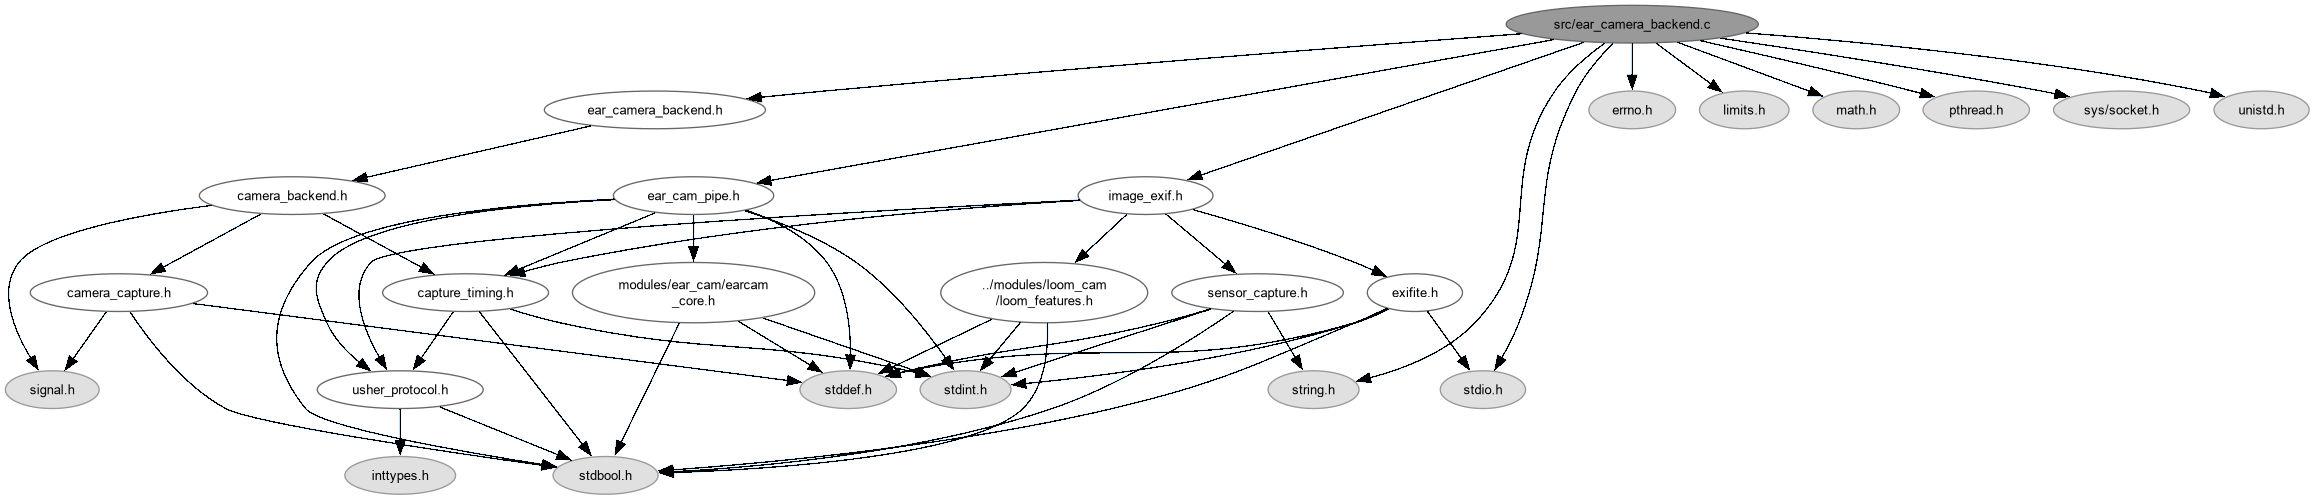 src/ear_camera_backend.c
ear_camera_backend.h
errno.h
limits.h
math.h
pthread.h
sys/socket.h
unistd.h
camera_backend.h
ear_cam_pipe.h
image_exif.h
camera_capture.h
capture_timing.h
modules/ear_cam/earcam
_core.h
../modules/loom_cam
/loom_features.h
sensor_capture.h
exifite.h
signal.h
usher_protocol.h
stddef.h
stdint.h
string.h
stdio.h
inttypes.h
stdbool.h